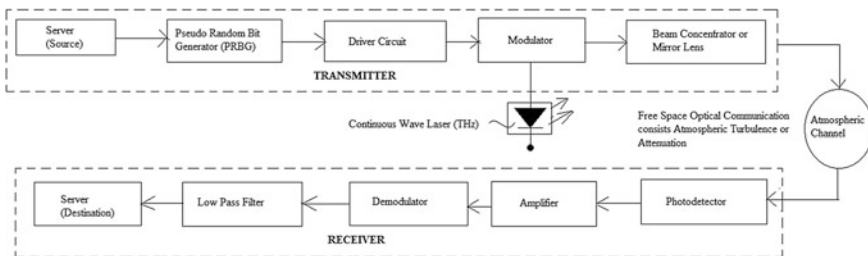 Server
(Source)
Pseudo Random Bit
Generator (PRBG)
Driver Circuit
Modulator
Beam Concentrator or
Mirror Lens
TRANSMITTER
Continuous Wave Laser (THz)
Free Space Optical Communication
consists Atmospheric Turbulence or
Attenuation
Atmospheric
Channel
Server
(Destination)
Low Pass Filter
Demodulator
Amplifier
Photodetector
RECEIVER